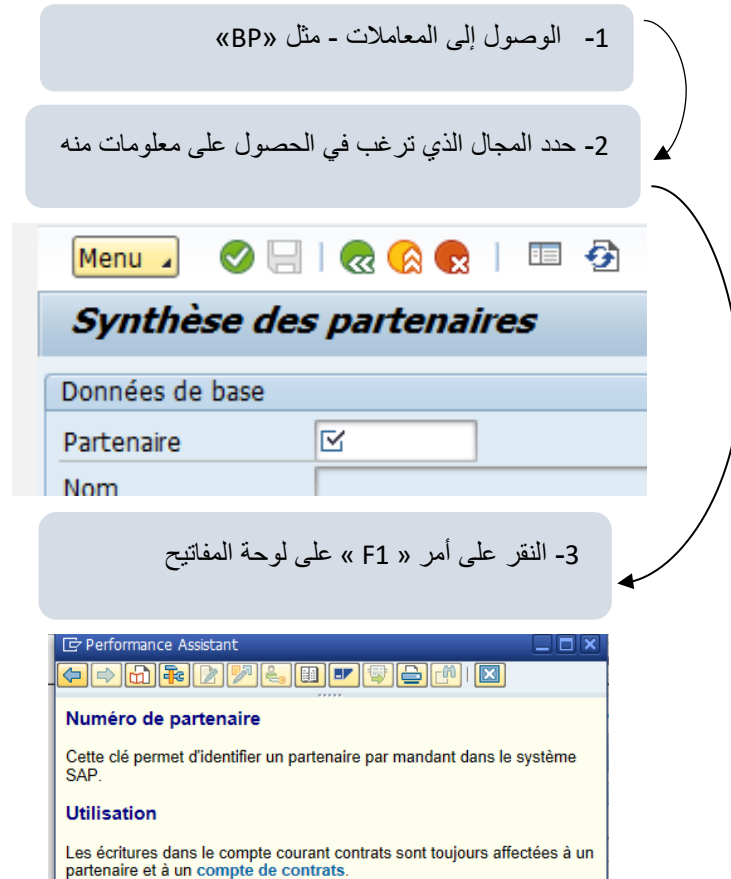 1- الوصول إلى المعاملات - مثل «BP»
2- حدد المجال الذي ترغب في الحصول على معلومات منه
Menu
Synthèse des partenaires
Données de base
Partenaire
Nom
3- النقر على أمر « F1 » على لوحة المفاتيح
Performance Assistant
Numéro de partenaire
Cette clé permet d'identifier un partenaire par mandant dans le système
SAP.
Utilisation
Les écritures dans le compte courant contrats sont toujours affectées à un
partenaire et à un compte de contrats.